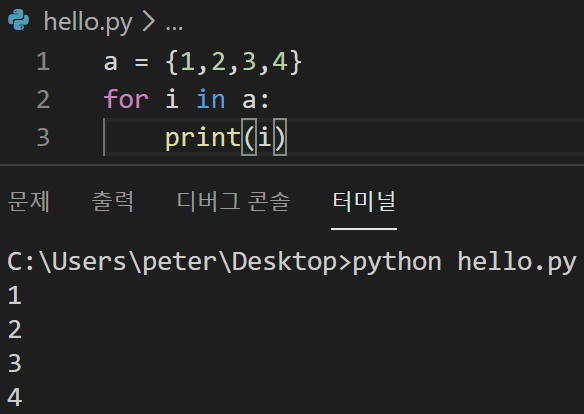 hello.py > ...
1 a = {1,2,3,4}
2 for i in a:
3     print(i)
문제 출력 디버그 콘솔 터미널
C:\Users\peter\Desktop>python hello.py
1
2
3
4